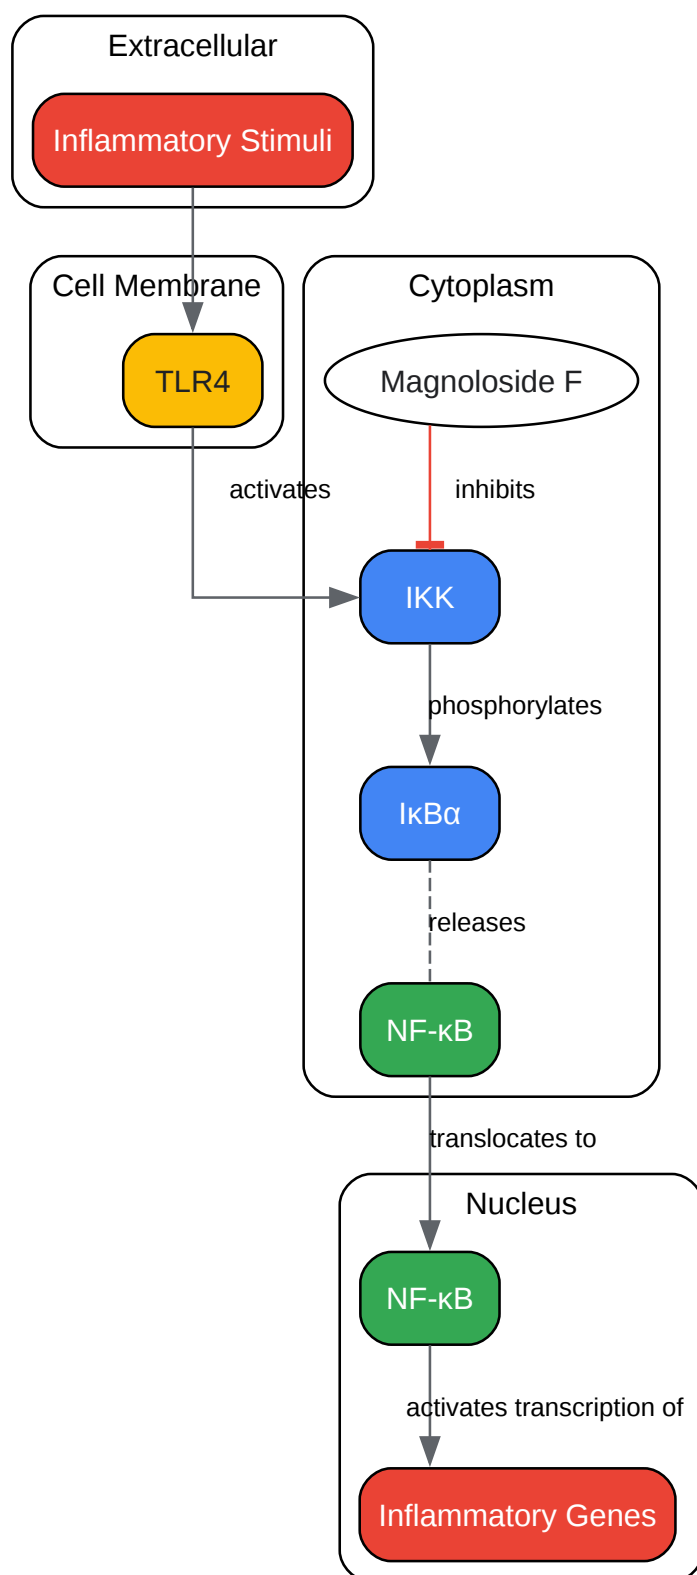 Extracellular
Inflammatory Stimuli
Cell Membrane
Cytoplasm
TLR4
Magnoloside F
activates
inhibits
IKK
phosphorylates
IκBα
releases
NF-κB
translocates to
Nucleus
NF-κB
activates transcription of
Inflammatory Genes